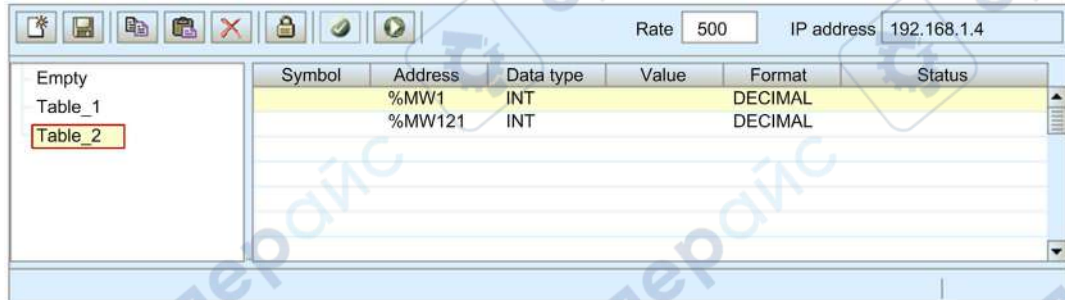 Rate 500 IP address 192.168.1.4
Empty
Table_1
Table_2
Symbol Address Data type Value Format Status
%MW1 INT DECIMAL
%MW121 INT DECIMAL